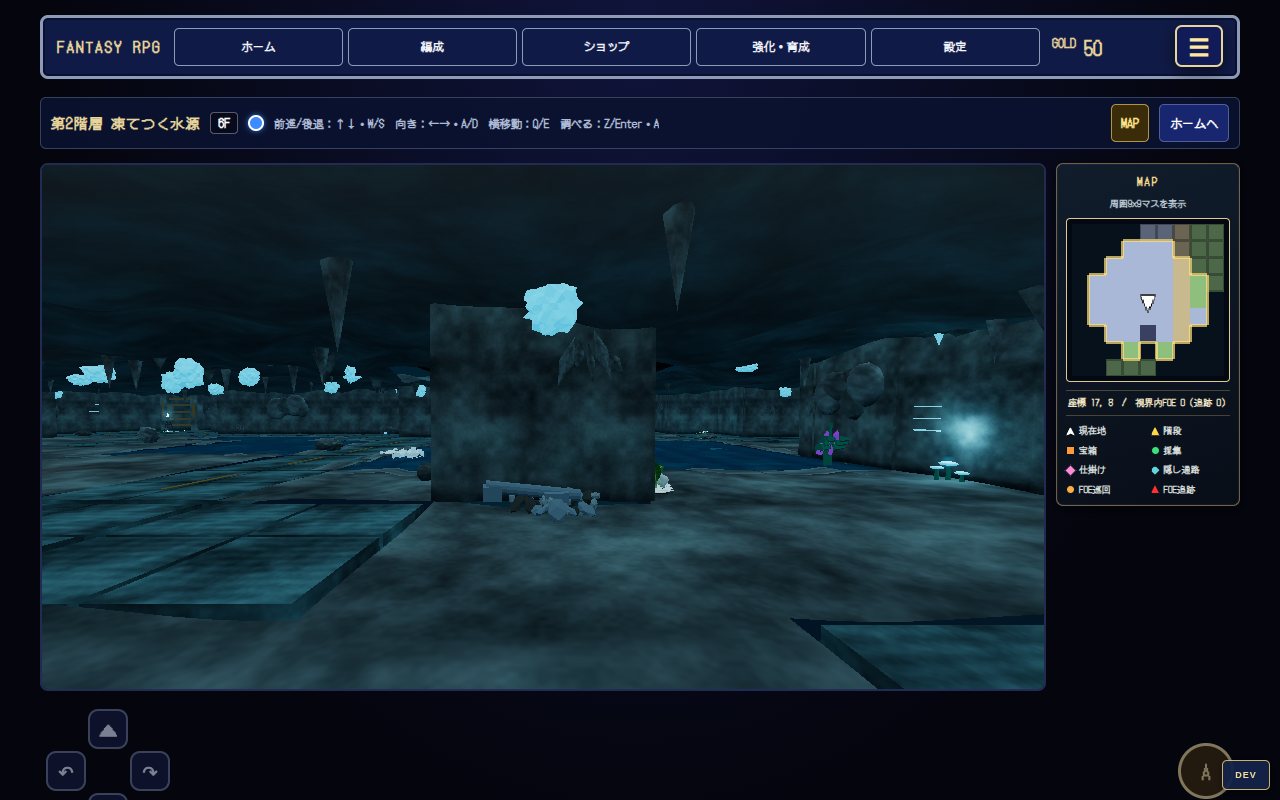 FANTASY RPG
ホーム
編成
ショップ
強化・育成
設定
GOLD 50
第2階層 凍てつく水源
6F
前進/後退：↑↓・W/S 向き：←→・A/D 横移動：Q/E 調べる：Z/Enter・A
MAP
ホームへ
MAP
周囲9x9マスを表示
座標 17, 8 / 視界内FOE 0 (追跡 0)
現在地
階段
宝箱
採集
仕掛け
隠し通路
FOE巡回
FOE追跡
A
DEV